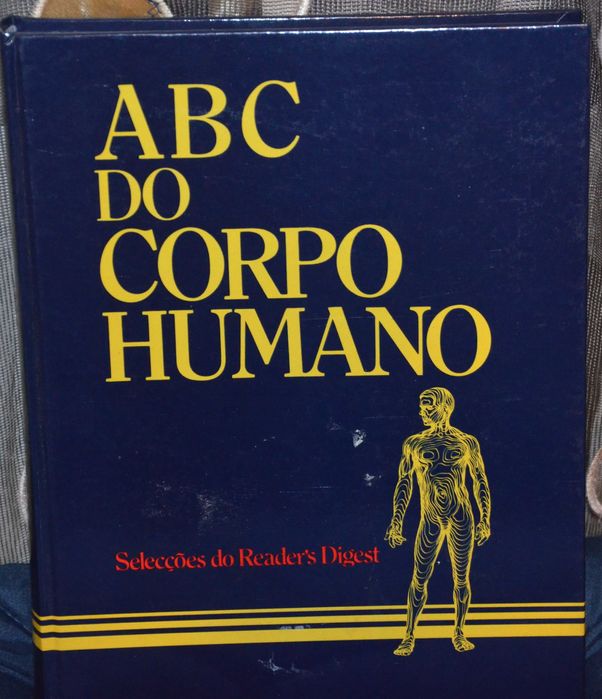 ABC
DO
CORPO
HUMANO
Selecções do Reader's Digest